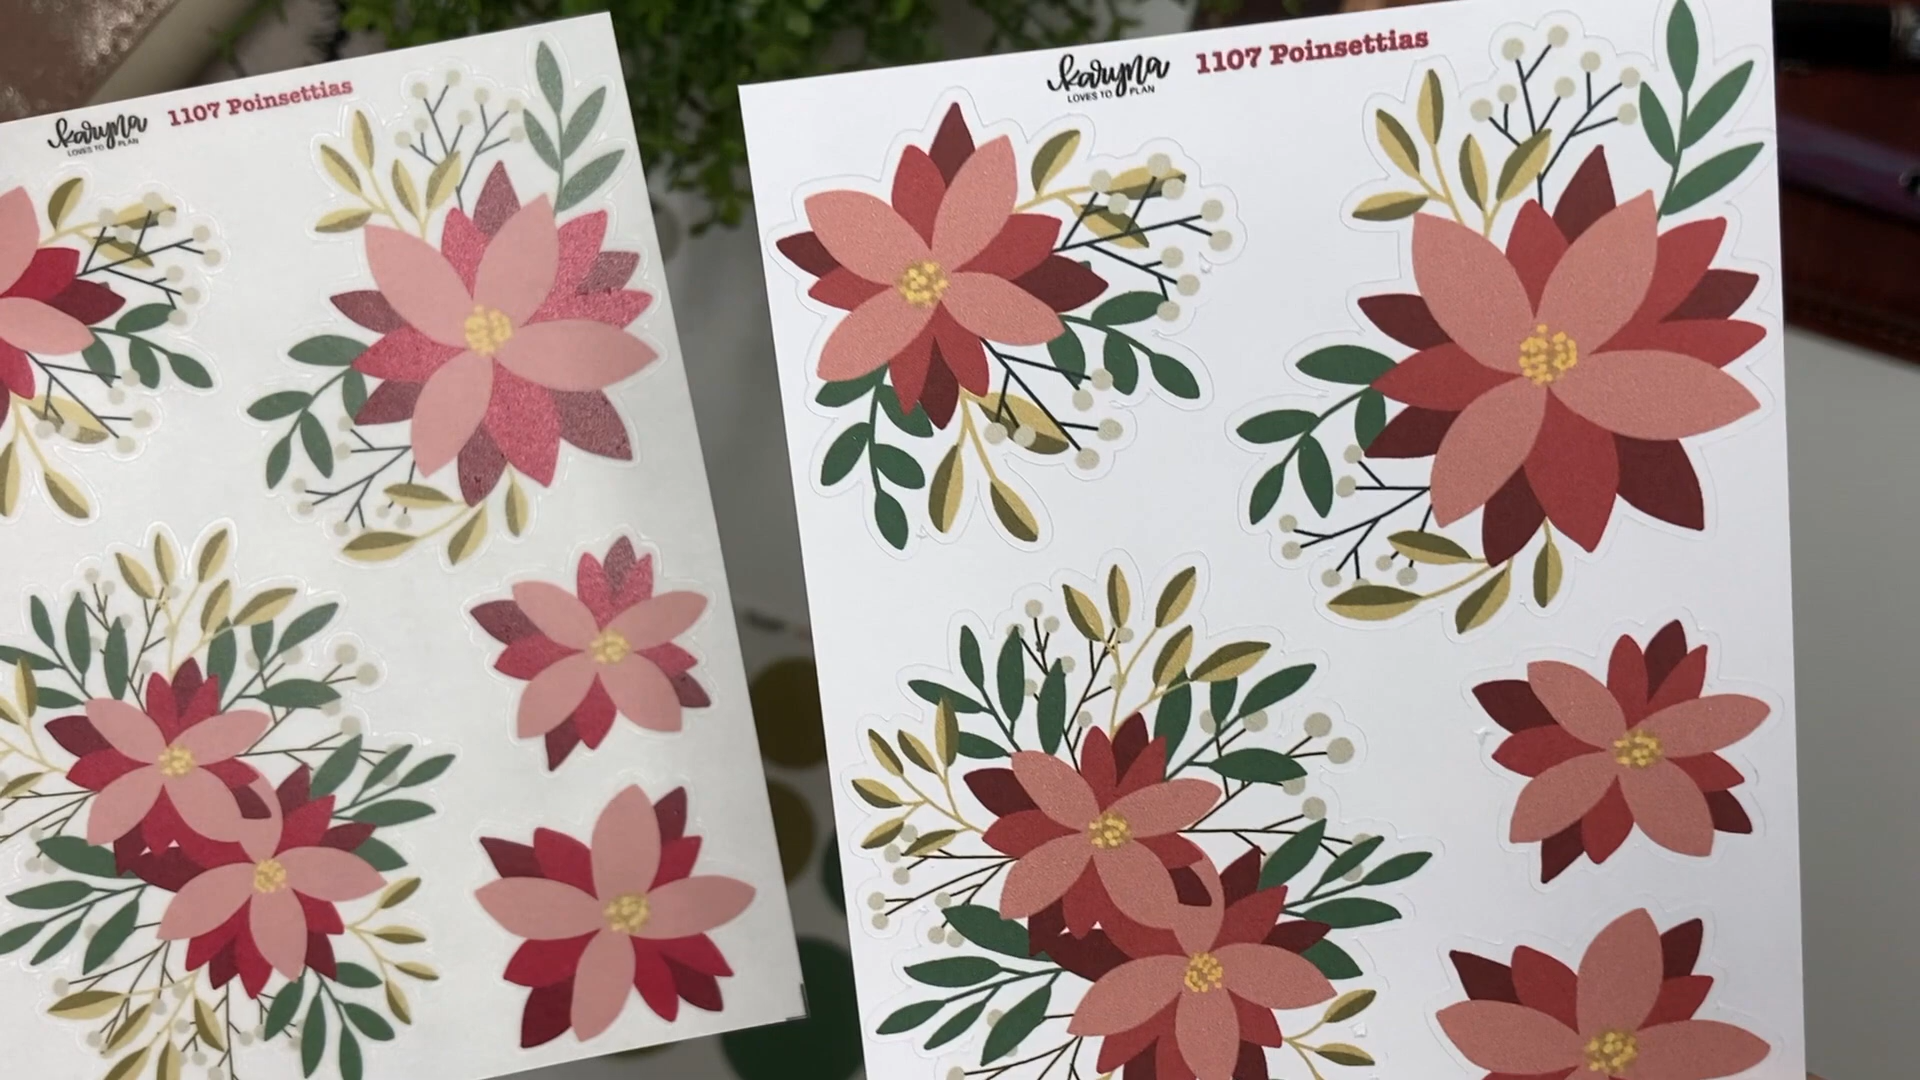 karyna
LOVES TO PLAN
1107 Poinsettias
karyna
LOVES TO PLAN
1107 Poinsettias